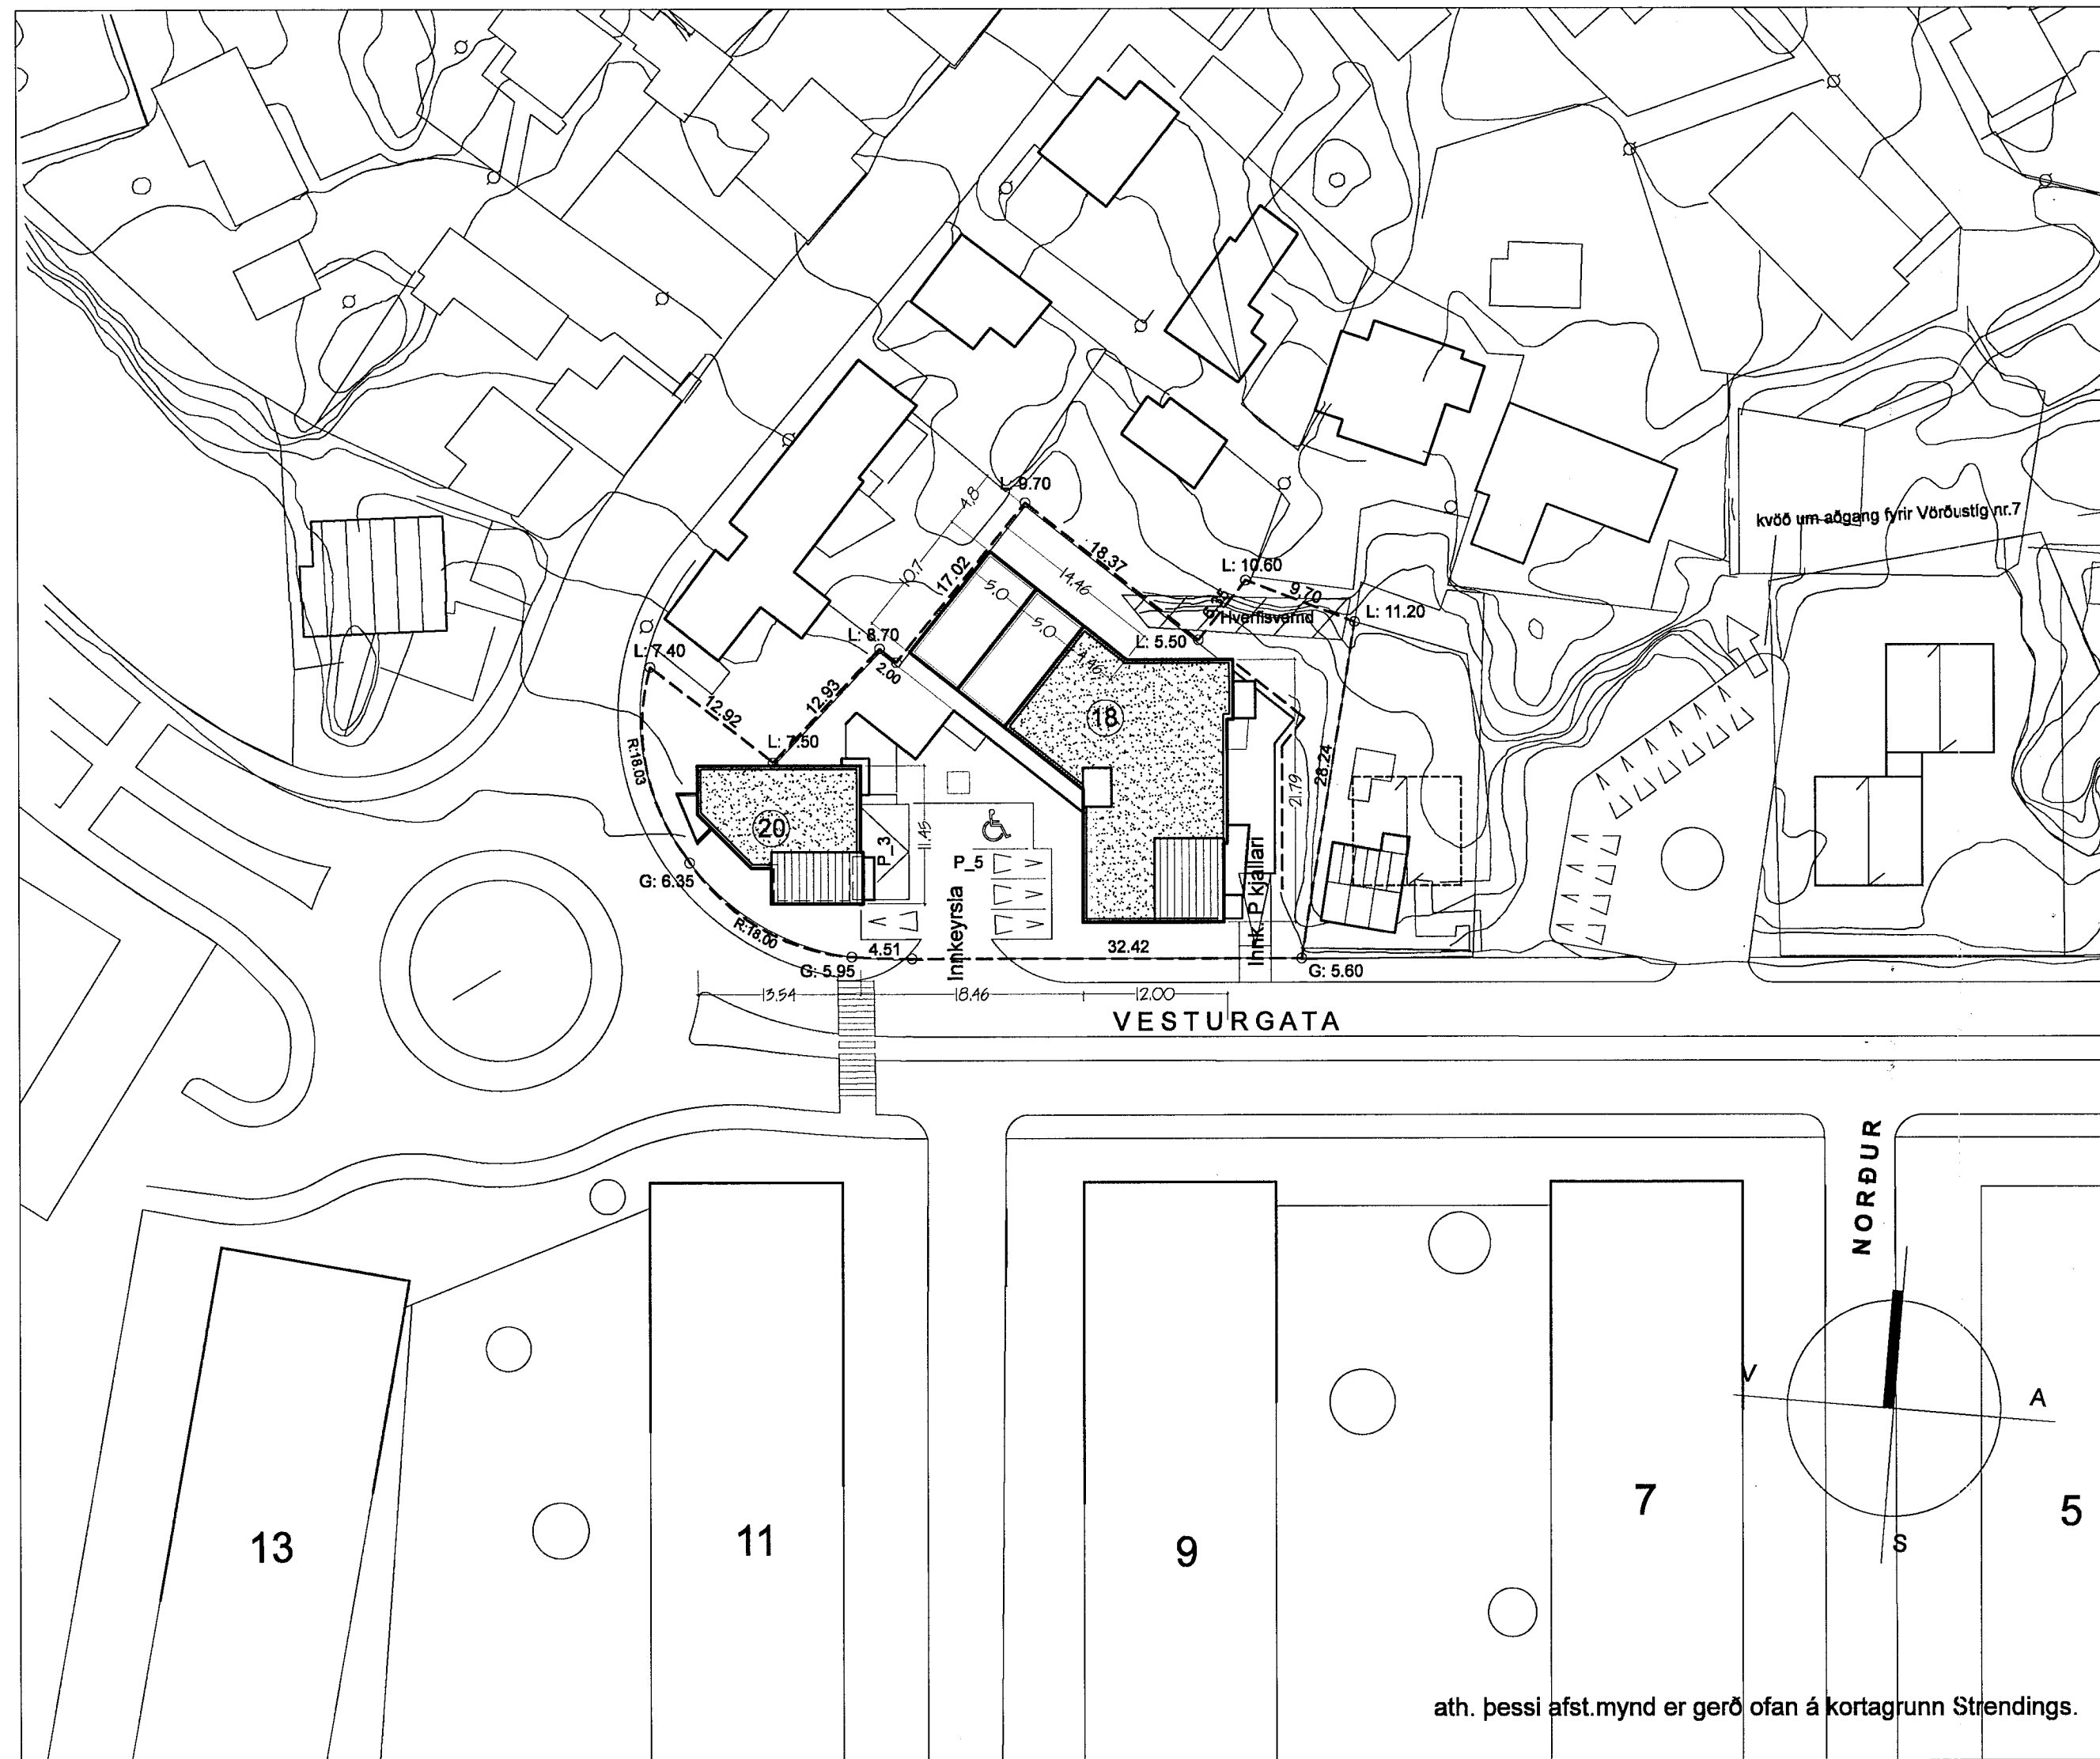 L: 9.70
4,8
kvöð um aðgang fyrir Vörðustíg nr.7
18.37
17.02
10.7
14.46
5.0
5.0
4.46
L: 10.60
9.70
6.35
Hverfisvernd
L: 11.20
L: 5.50
L: 8.70
2.00
L: 7.40
12.92
12.93
L: 7.50
R:18.03
18
20
28.24
21.79
11.45
P_3
P_5
G: 6.35
R:18.00
Innkeyrsla
Innk. P kjallari
4.51
32.42
G: 5.95
G: 5.60
13.54
18.46
12.00
VESTURGATA
NORÐUR
V
A
S
13
11
9
7
5
ath. þessi afst.mynd er gerð ofan á kortagrunn Strendings.